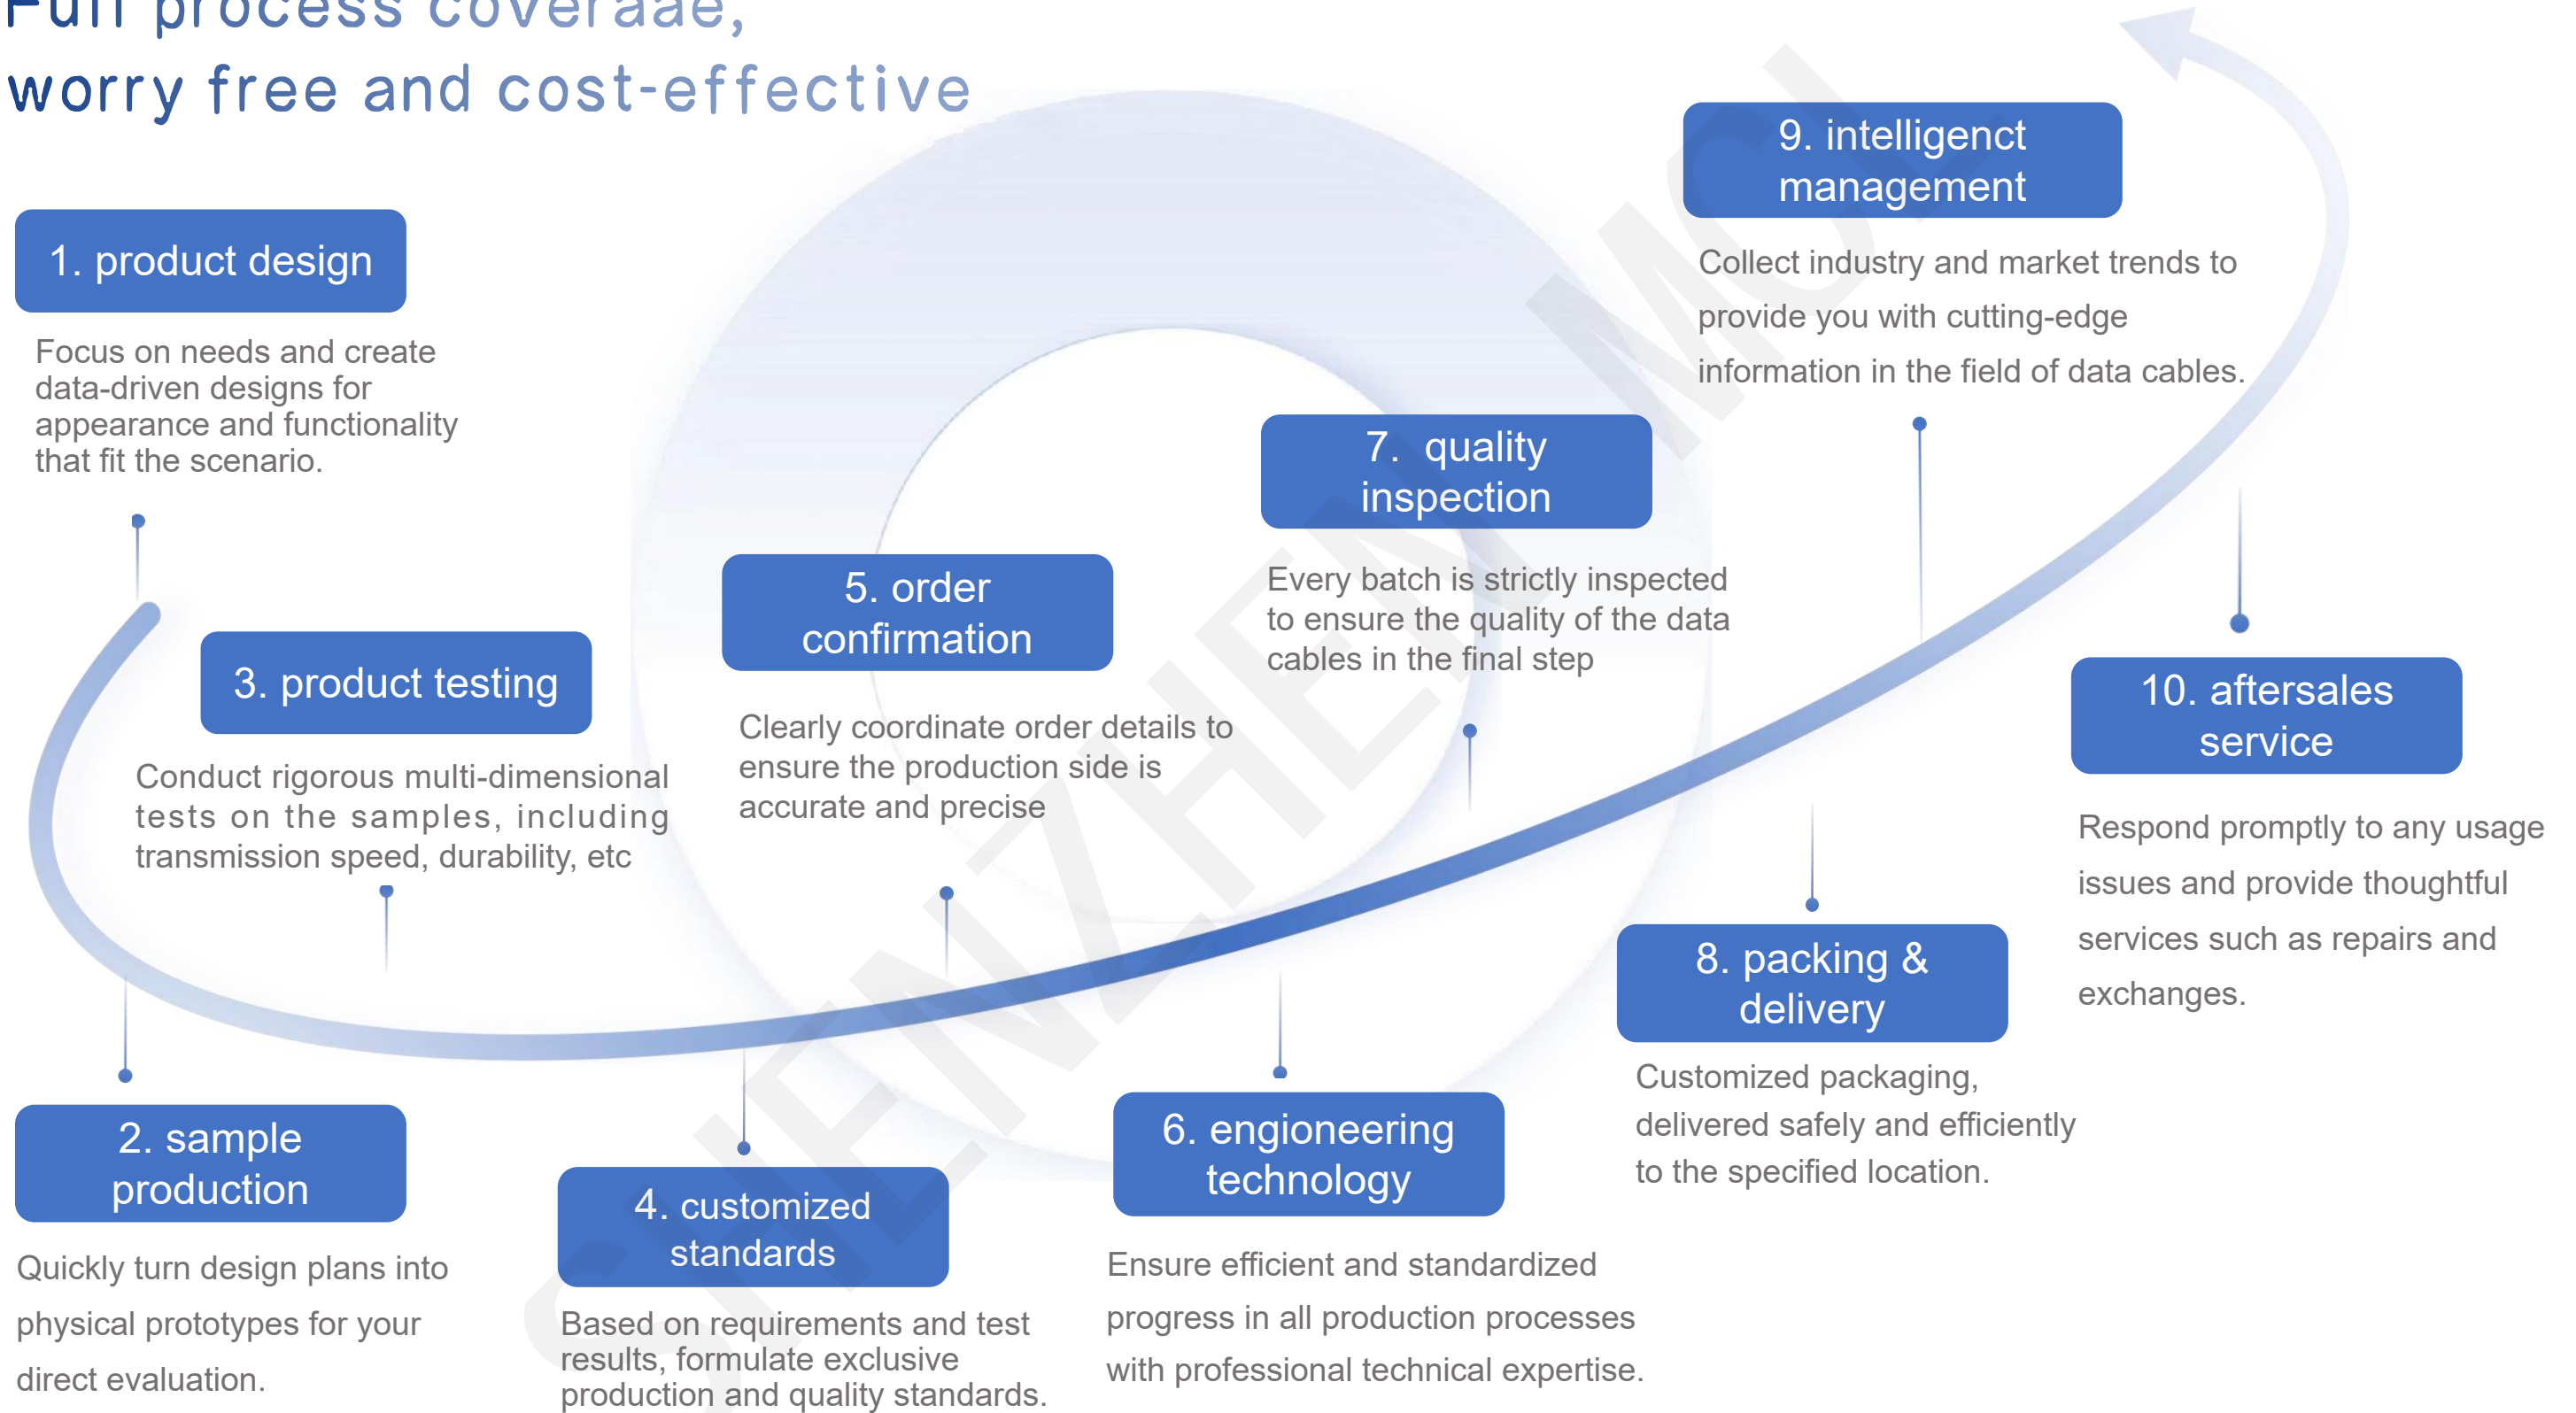 Full process coverage,
worry free and cost-effective
1. product design
Focus on needs and create
data-driven designs for
appearance and functionality
that fit the scenario.
2. sample
production
Quickly turn design plans into
physical prototypes for your
direct evaluation.
3. product testing
Conduct rigorous multi-dimensional
tests on the samples, including
transmission speed, durability, etc
4. customized
standards
Based on requirements and test
results, formulate exclusive
production and quality standards.
5. order
confirmation
Clearly coordinate order details to
ensure the production side is
accurate and precise
6. engioneering
technology
Ensure efficient and standardized
progress in all production processes
with professional technical expertise.
7. quality
inspection
Every batch is strictly inspected
to ensure the quality of the data
cables in the final step
8. packing &
delivery
Customized packaging,
delivered safely and efficiently
to the specified location.
9. intelligenct
management
Collect industry and market trends to
provide you with cutting-edge
information in the field of data cables.
10. aftersales
service
Respond promptly to any usage
issues and provide thoughtful
services such as repairs and
exchanges.
SHENZHEN